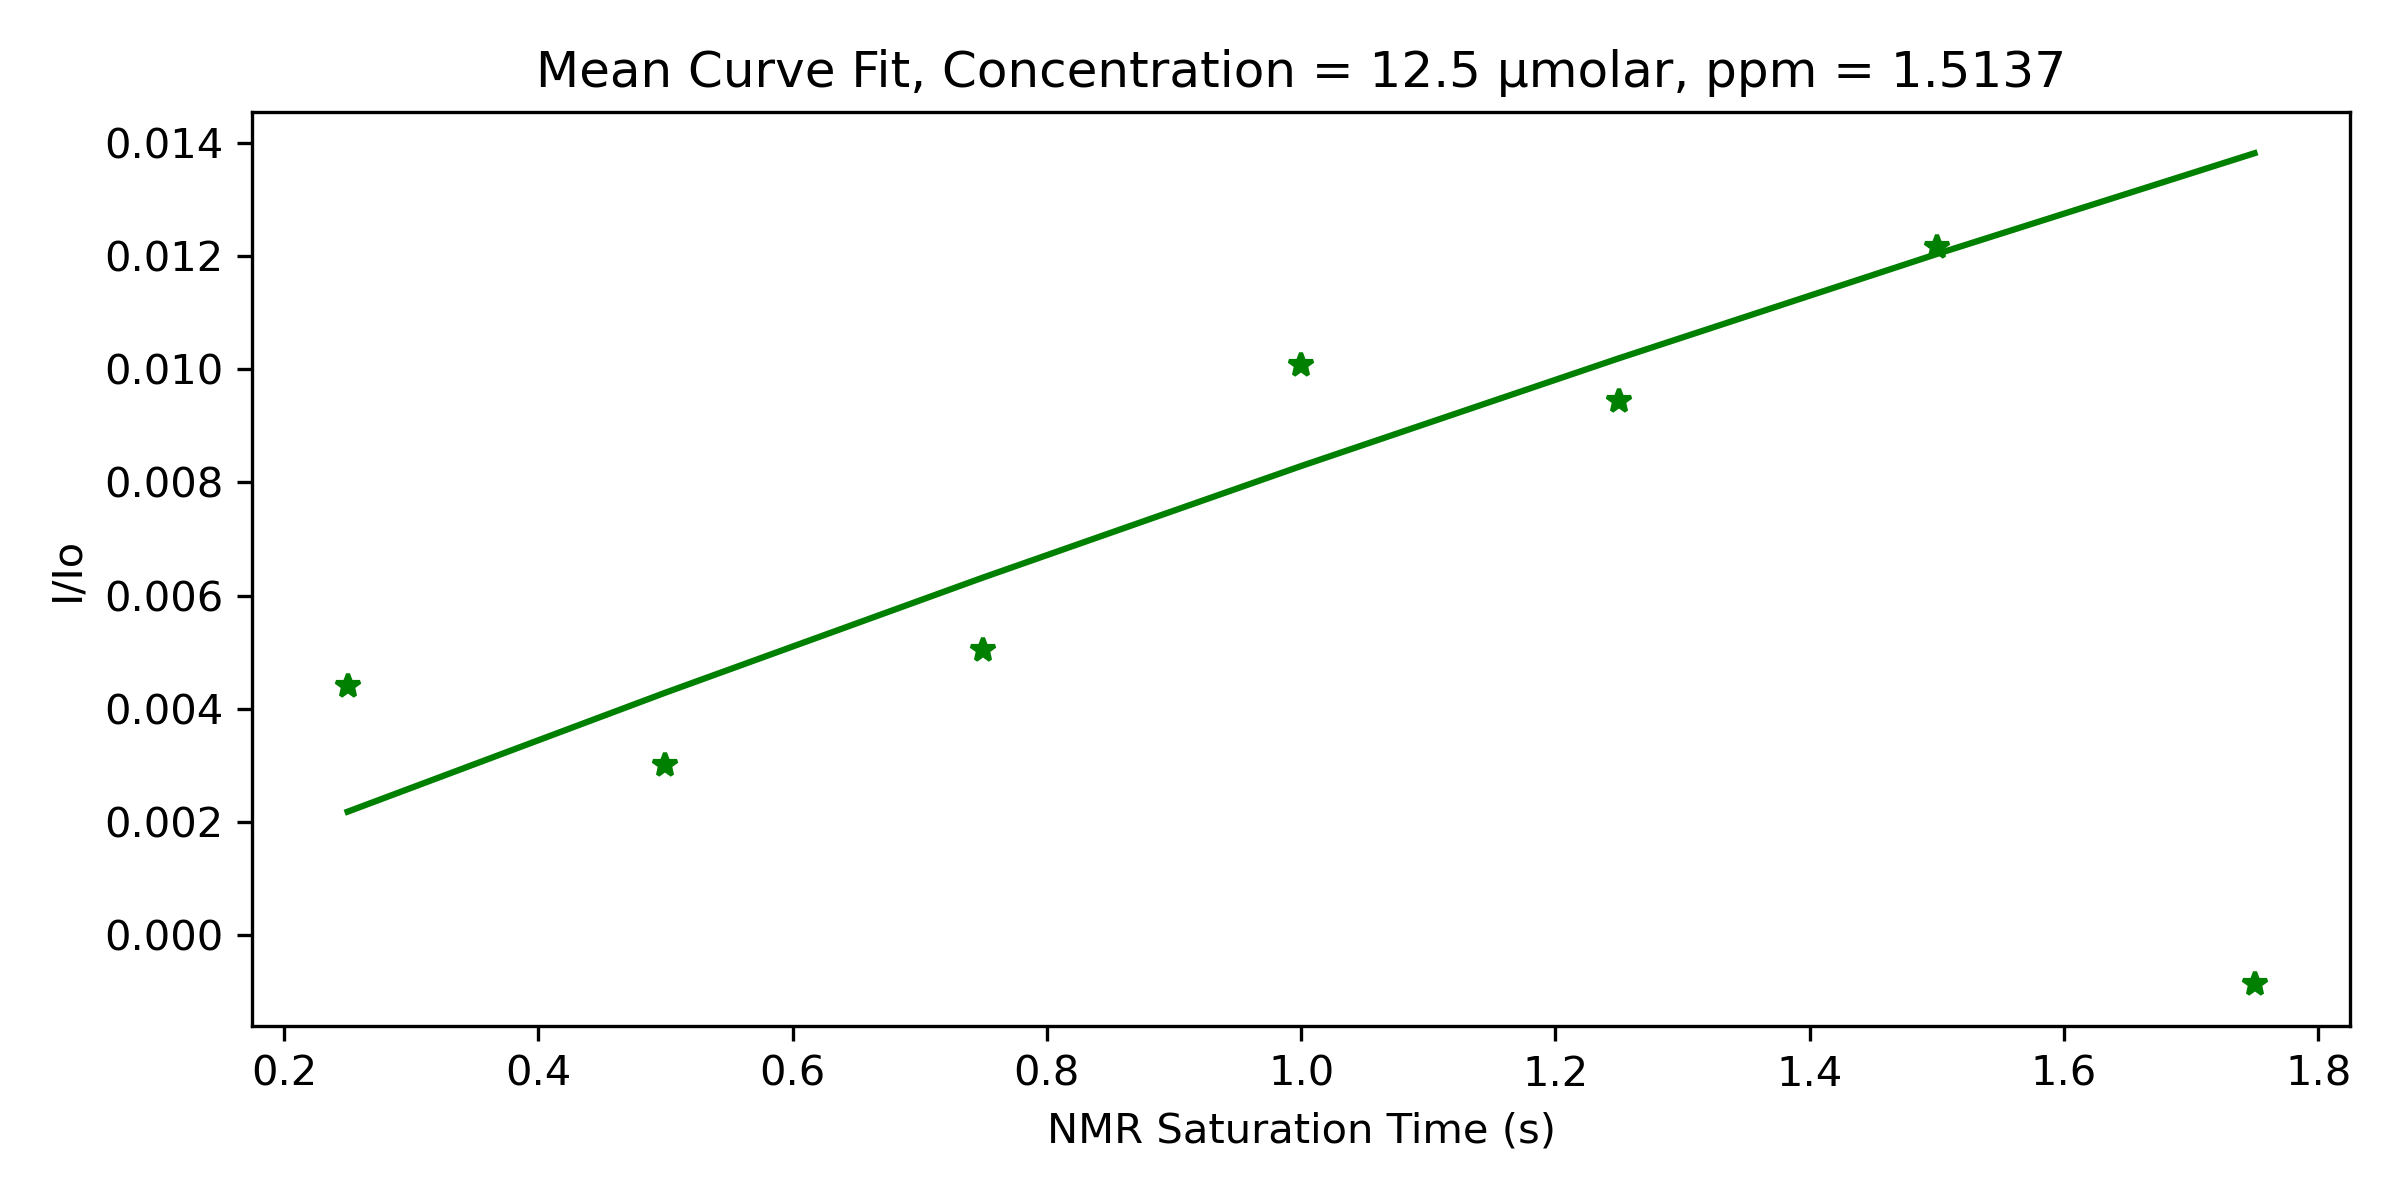 Mean Curve Fit, Concentration = 12.5 μmolar, ppm = 1.5137
0.014
0.012
0.010
0.008
0.006
0.004
0.002
0.000
I/Io
0.2 0.4 0.6 0.8 1.0 1.2 1.4 1.6 1.8
NMR Saturation Time (s)